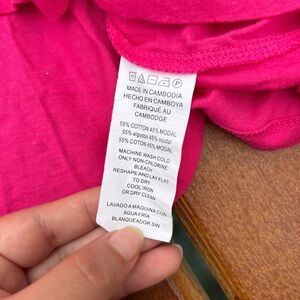 MADE IN CAMBODIA
HECHO EN CAMBOYA
FABRIQUÉ AU
CAMBODGE
55% COTTON 45% MODAL
55% algoton 45% modal
55% COTON 45% MODAL
MACHINE WASH COLD
ONLY NON-CHLORINE
BLEACH
RESHAPE AND LAY FLAT
TO DRY
COOL IRON
OR DRY CLEAN
LAVADO A MÁQUINA CON
AGUA FRÍA
BLANQUEADOR SIN